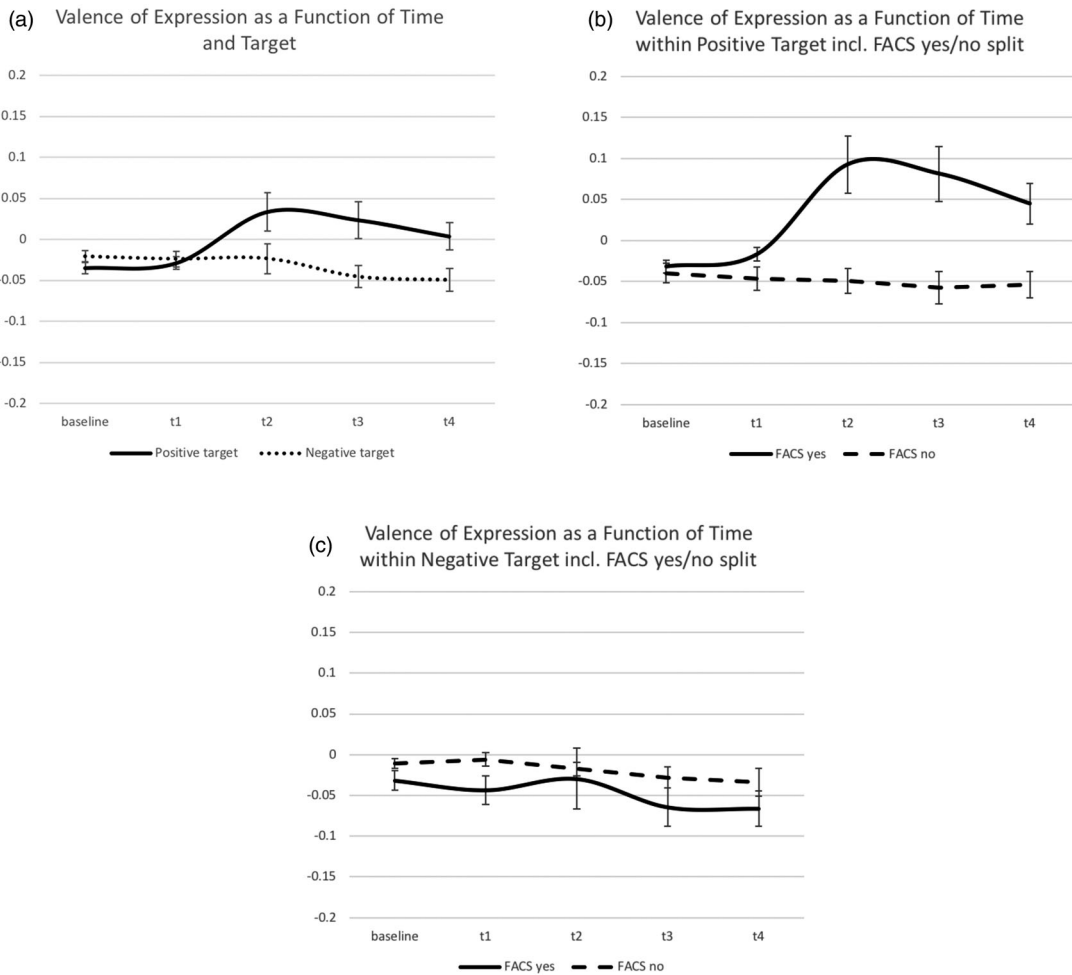 (a) Valence of Expression as a Function of Time
and Target
0.2
0.15
0.1
0.05
0
-0.05
-0.1
-0.15
-0.2
baseline t1 t2 t3 t4
Positive target Negative target
(b) Valence of Expression as a Function of Time
within Positive Target incl. FACS yes/no split
0.2
0.15
0.1
0.05
0
-0.05
-0.1
-0.15
-0.2
baseline t1 t2 t3 t4
FACS yes FACS no
(c) Valence of Expression as a Function of Time
within Negative Target incl. FACS yes/no split
0.2
0.15
0.1
0.05
0
-0.05
-0.1
-0.15
-0.2
baseline t1 t2 t3 t4
FACS yes FACS no